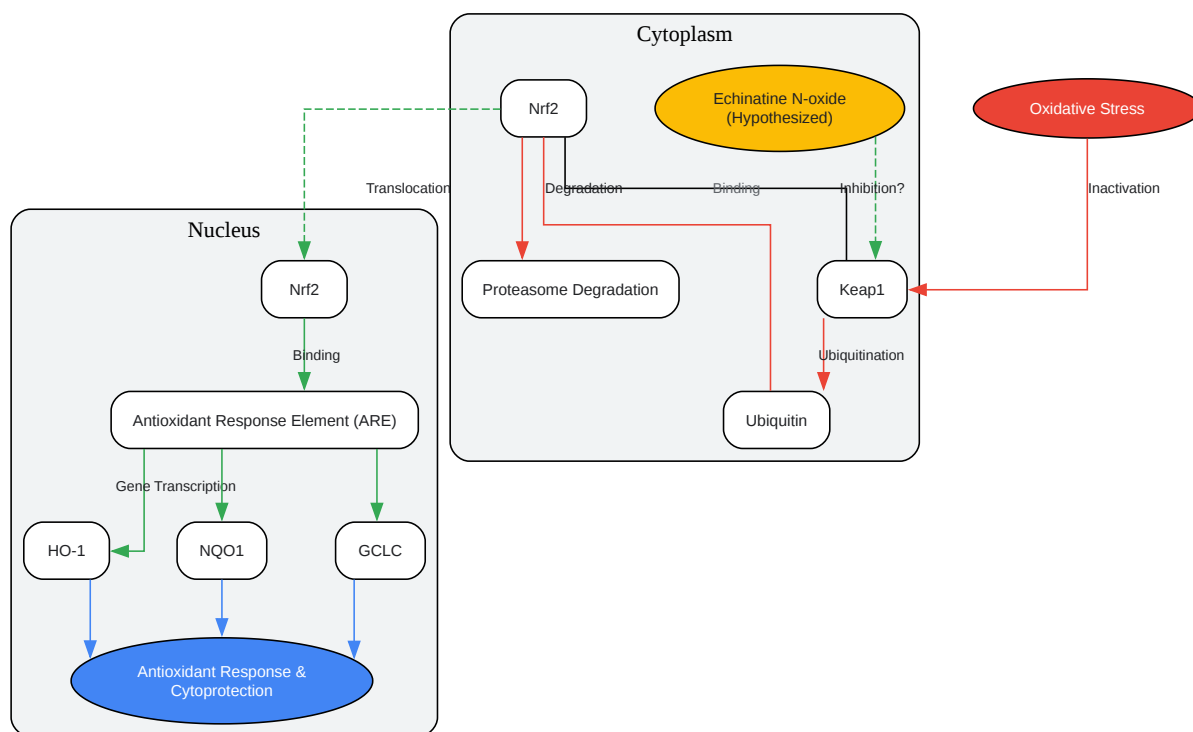 Cytoplasm
Nrf2
Echinatine N-oxide
(Hypothesized)
Oxidative Stress
Translocation
Degradation
Binding
Inhibition?
Inactivation
Nucleus
Nrf2
Proteasome Degradation
Keap1
Binding
Ubiquitination
Antioxidant Response Element (ARE)
Ubiquitin
Gene Transcription
HO-1
NQO1
GCLC
Antioxidant Response &
Cytoprotection